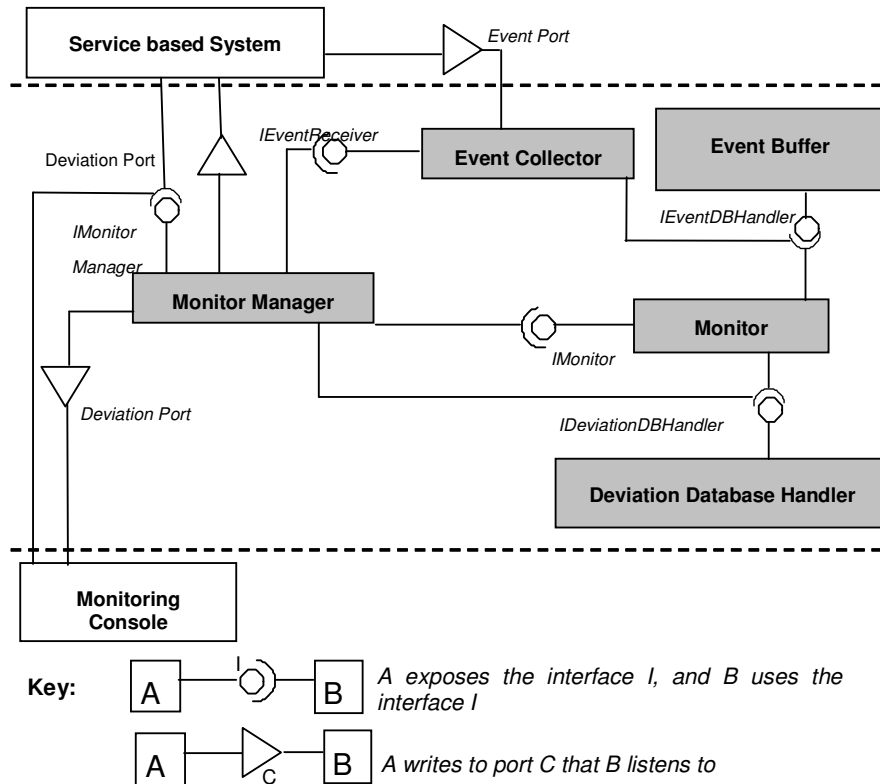 Service based System
Event Port
IEventReceiver
Event Collector
Event Buffer
Deviation Port
IMonitor
Manager
IEventDBHandler
Monitor Manager
Monitor
IMonitor
Deviation Port
IDeviationDBHandler
Deviation Database Handler
Monitoring
Console
Key:
A
I
B
A exposes the interface I, and B uses the
interface I
A
C
B
A writes to port C that B listens to